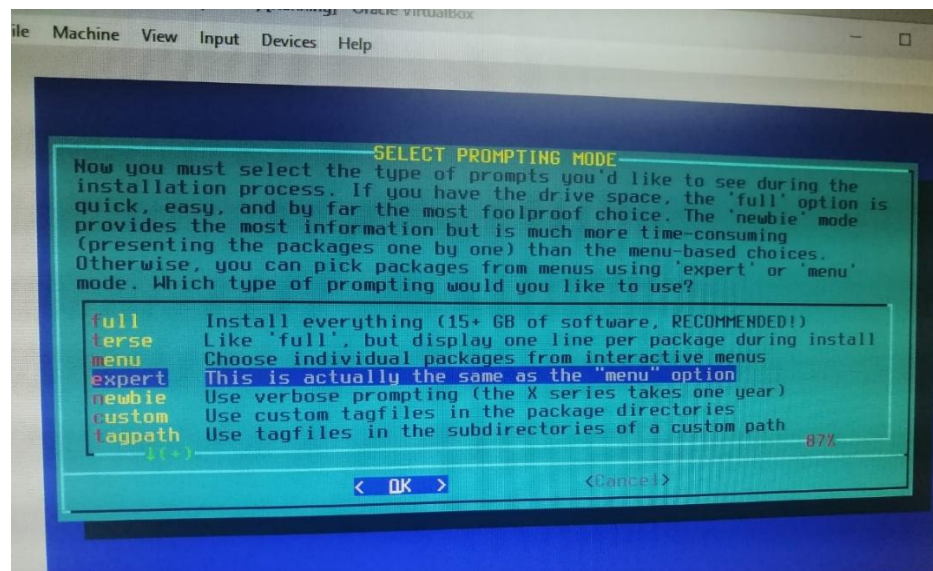 Oracle VirtualBox
Machine View Input Devices Help
SELECT PROMPTING MODE
Now you must select the type of prompts you'd like to see during the
installation process. If you have the drive space, the 'full' option is
quick, easy, and by far the most foolproof choice. The 'newbie' mode
provides the most information but is much more time-consuming
(presenting the packages one by one) than the menu-based choices.
Otherwise, you can pick packages from menus using 'expert' or 'menu'
mode. Which type of prompting would you like to use?
full Install everything (15+ GB of software, RECOMMENDED!)
terse Like 'full', but display one line per package during install
menu Choose individual packages from interactive menus
expert This is actually the same as the "menu" option
newbie Use verbose prompting (the X series takes one year)
custom Use custom tagfiles in the package directories
tagpath Use tagfiles in the subdirectories of a custom path
↓(+) 87%
< OK > <Cancel>